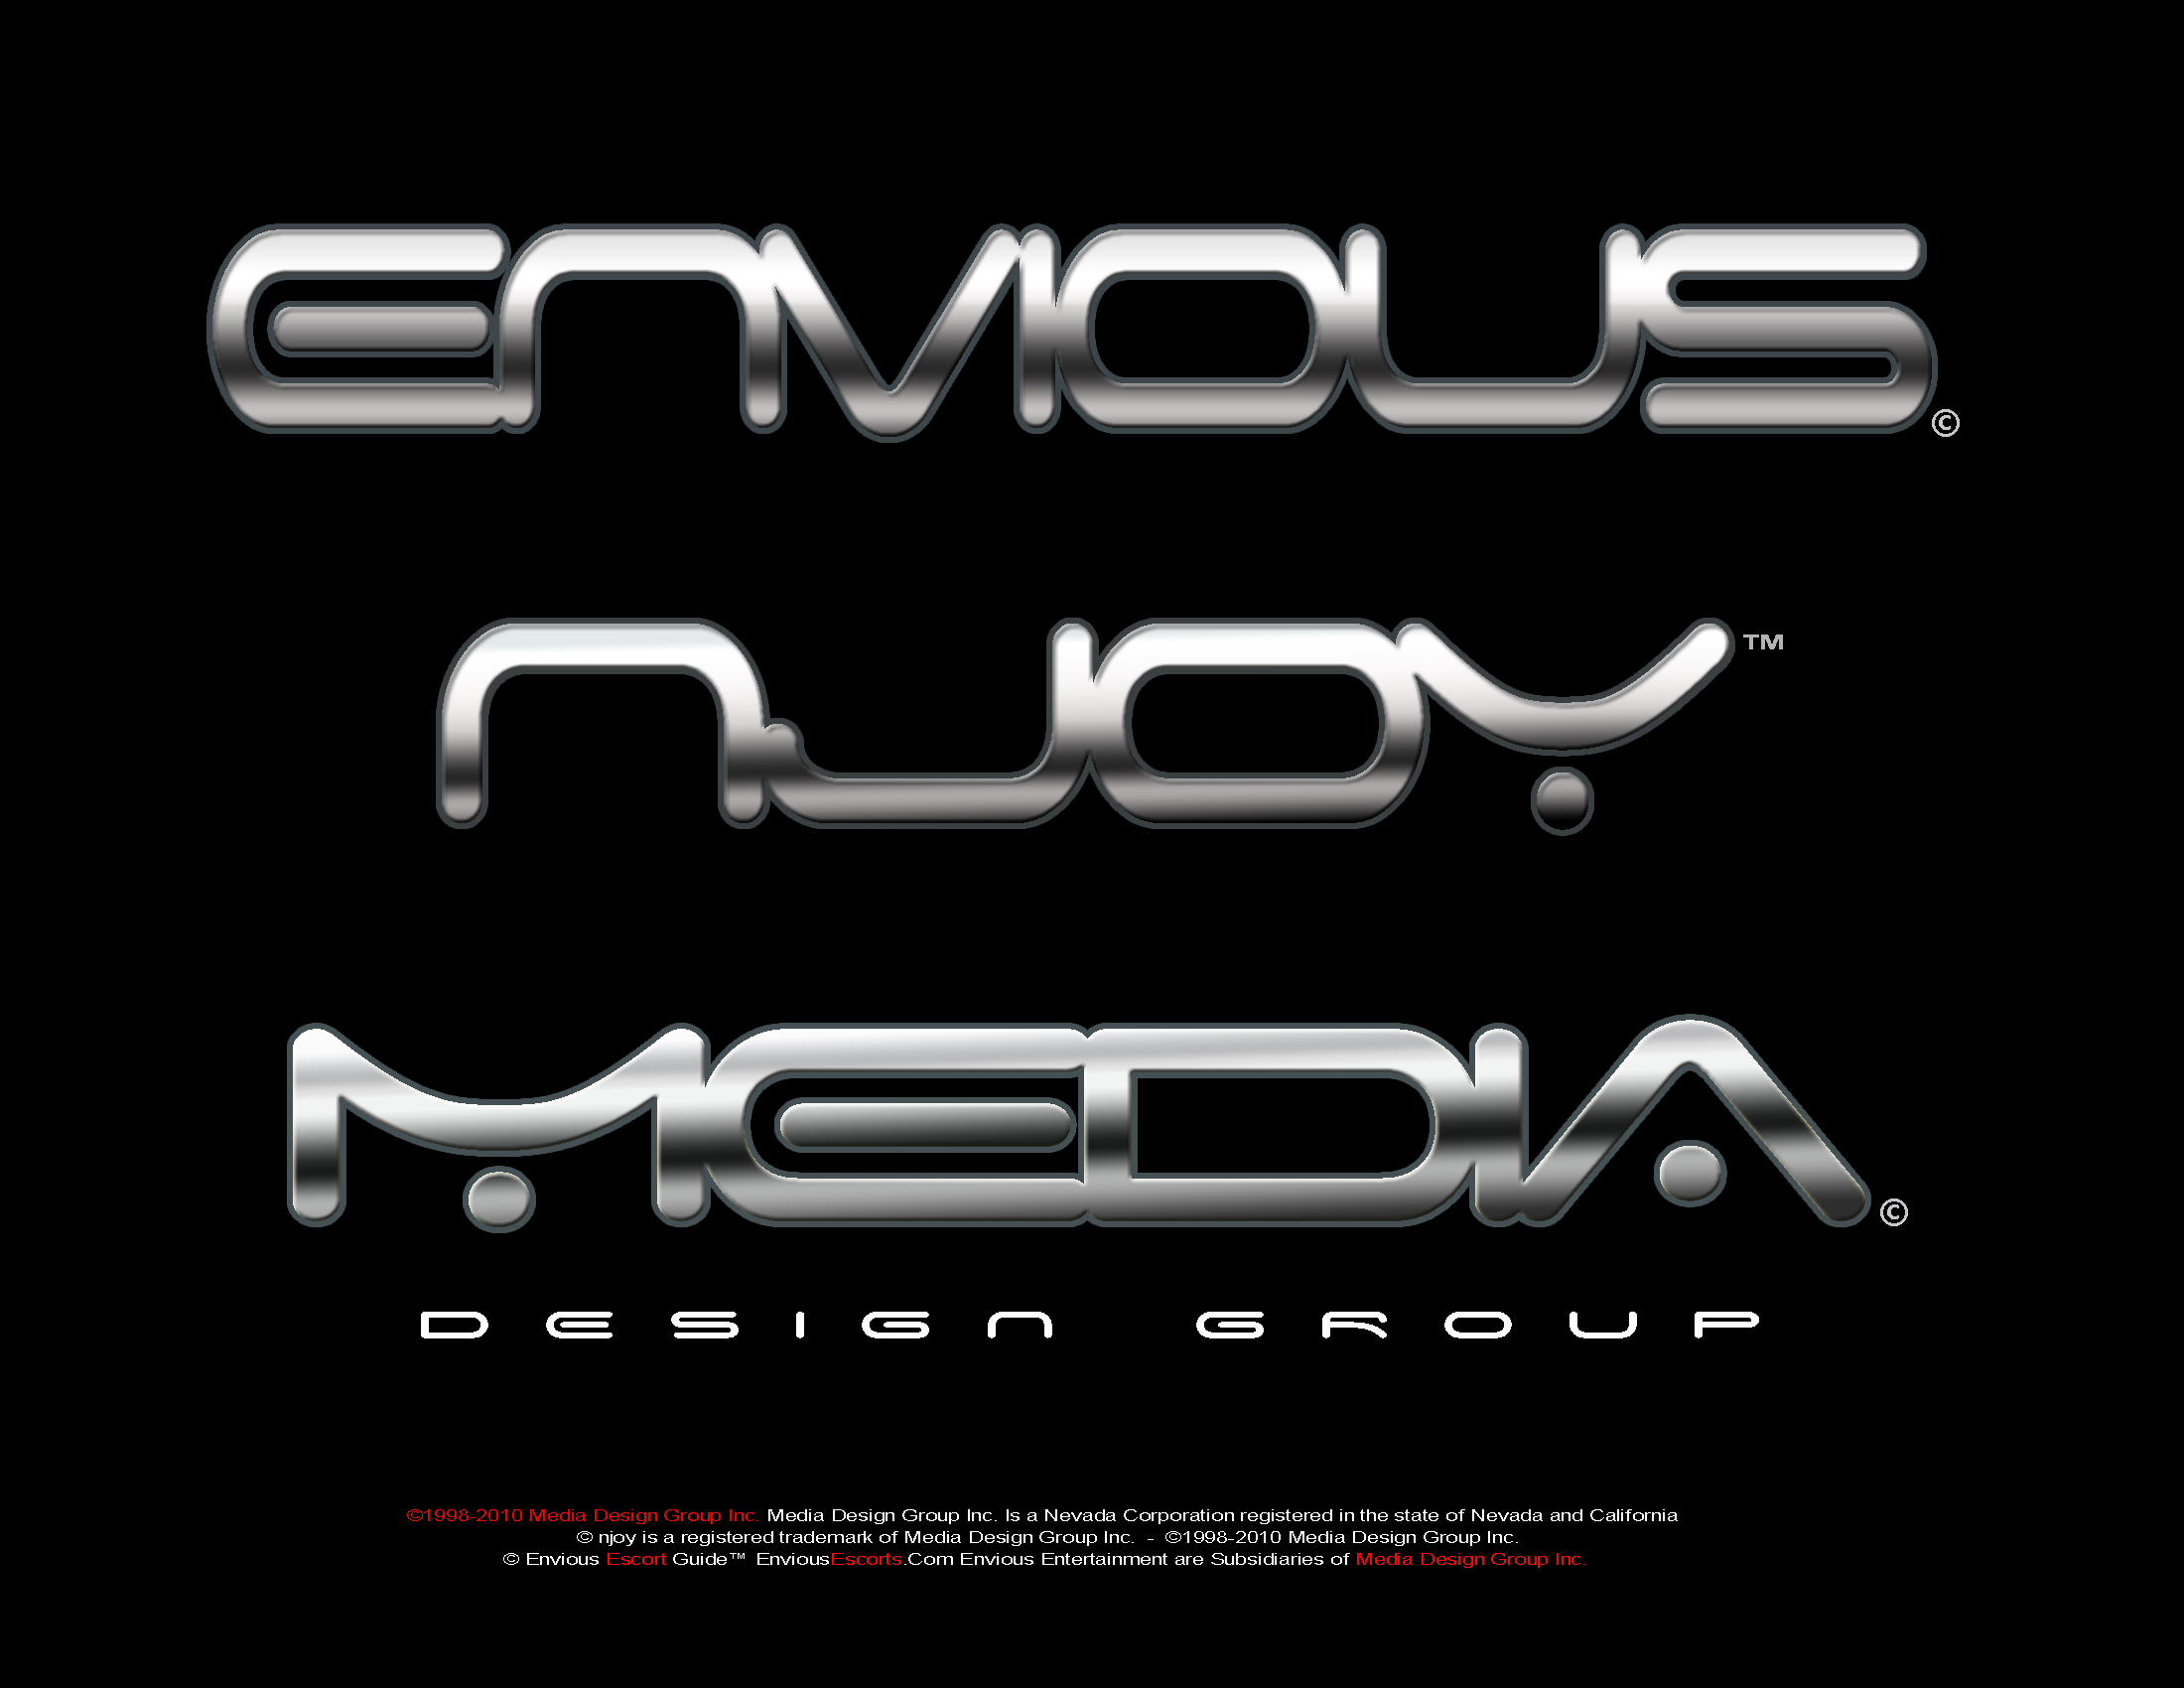 ENVIOUS©
NJOY™
MEDIA©
DESIGN GROUP
©1998-2010 Media Design Group Inc. Media Design Group Inc. Is a Nevada Corporation registered in the state of Nevada and California
© njoy is a registered trademark of Media Design Group Inc. - ©1998-2010 Media Design Group Inc.
© Envious Escort Guide™ EnviousEscorts.Com Envious Entertainment are Subsidiaries of Media Design Group Inc.